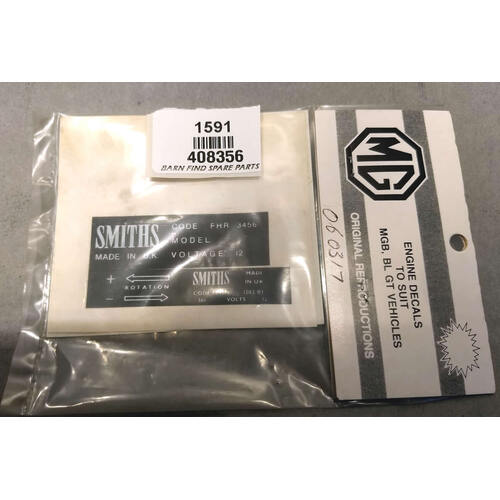 1591
408356
BARN FIND SPARE PARTS
SMITHS
CODE FHR 3456
MODEL
MADE IN U.K VOLTAGE 12
+
ROTATION
−
SMITHS
MADE
IN UK
VOLTS 12
MG
ENGINE DECALS
TO SUIT
MGB, BL GT VEHICLES
ORIGINAL REPRODUCTIONS
060317